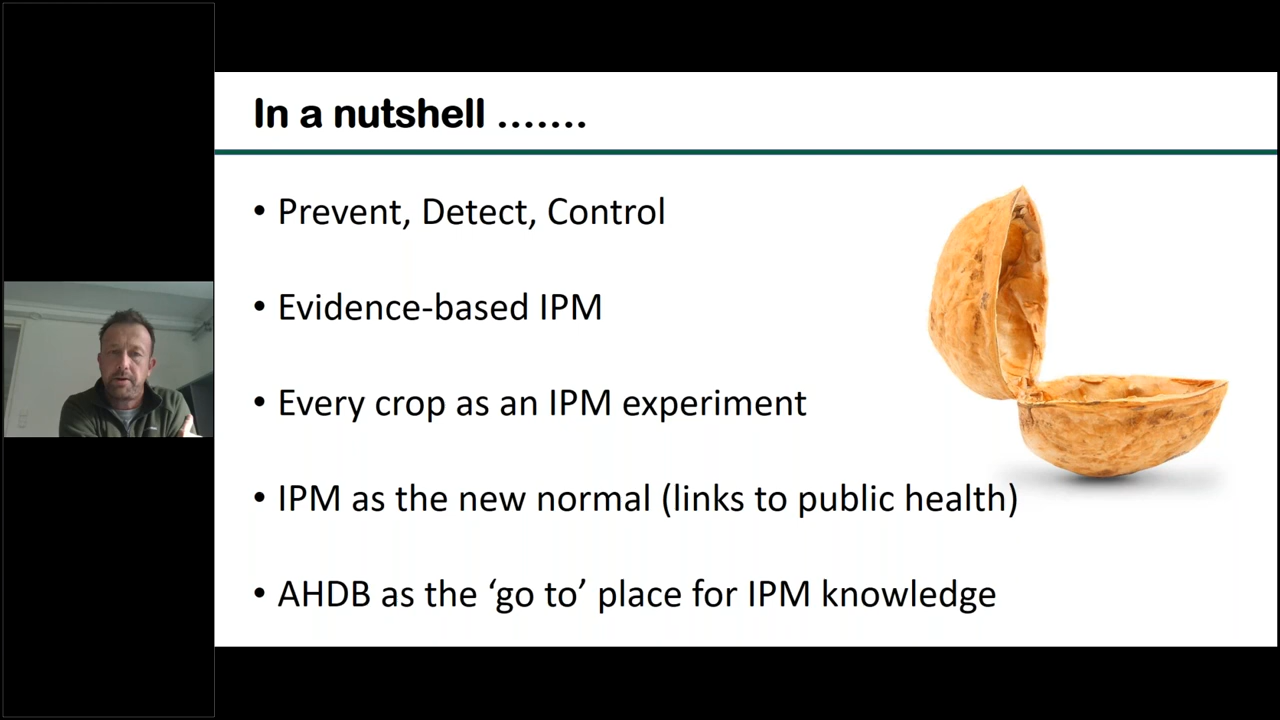 In a nutshell .......
• Prevent, Detect, Control
• Evidence-based IPM
• Every crop as an IPM experiment
• IPM as the new normal (links to public health)
• AHDB as the ‘go to’ place for IPM knowledge